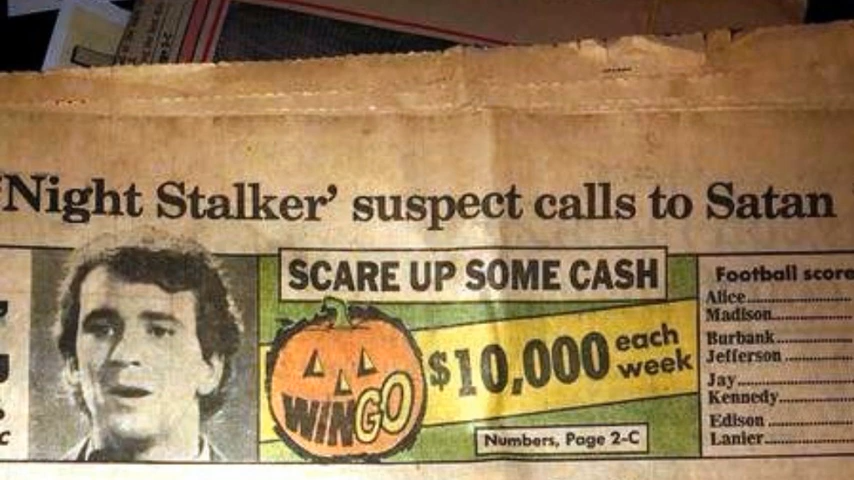 'Night Stalker' suspect calls to Satan
SCARE UP SOME CASH
WINGO
$10,000 each
week
Numbers, Page 2-C
Football score
Alice
Madison
Burbank
Jefferson
Jay
Kennedy
Edison
Lanier